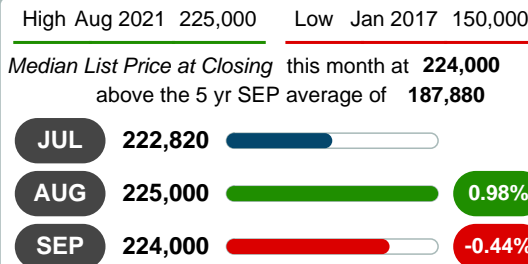 High Aug 2021 225,000 Low Jan 2017 150,000
Median List Price at Closing this month at 224,000
above the 5 yr SEP average of 187,880
JUL 222,820
AUG 225,000 0.98%
SEP 224,000 -0.44%